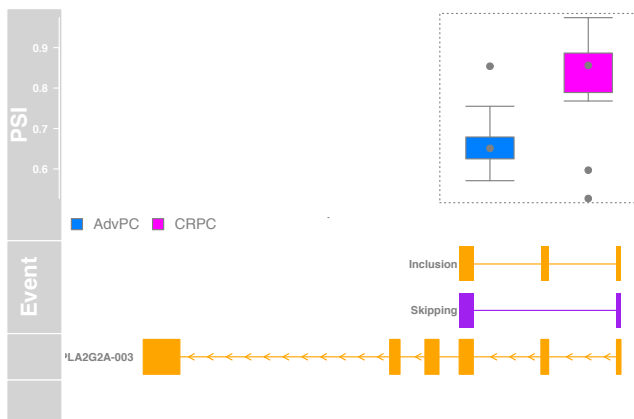 PSI
0.9
0.8
0.7
0.6
AdvPC CRPC
Event
Inclusion
Skipping
PLA2G2A-003